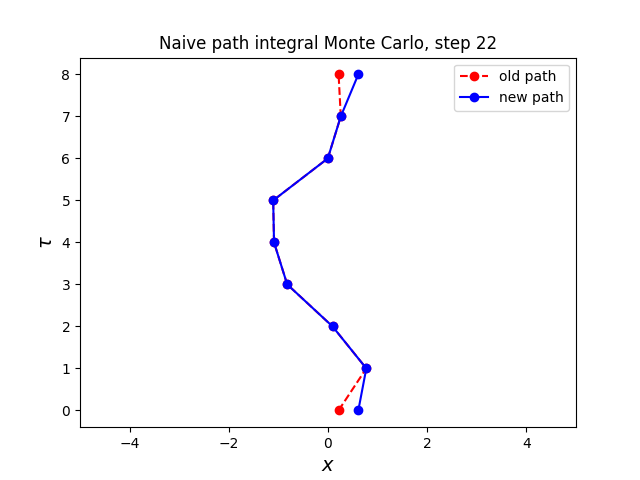 Naive path integral Monte Carlo, step 22
old path
new path
8
7
6
5
4
3
2
1
0
τ
−4 −2 0 2 4
x